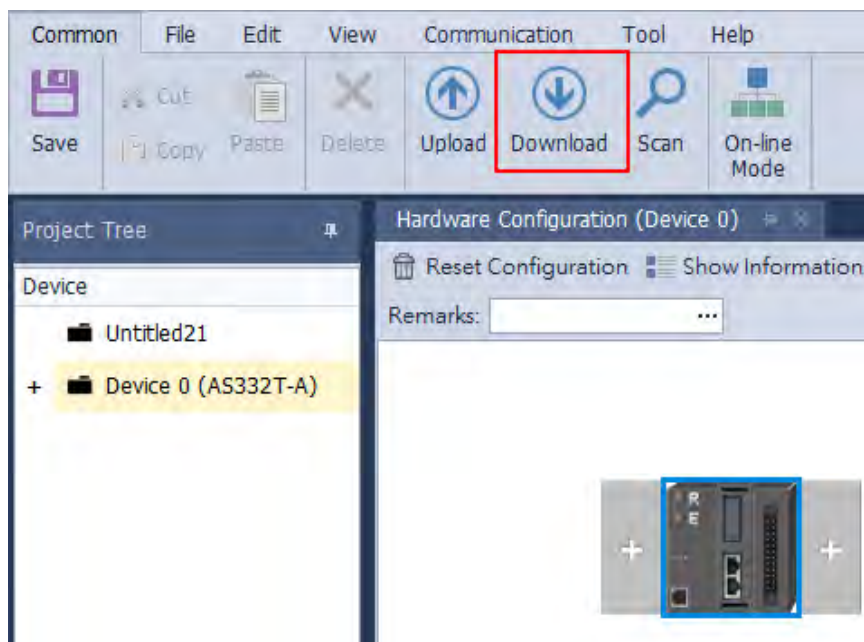 Common File Edit View Communication Tool Help
Save
Cut
Copy
Paste
Delete
Upload
Download
Scan
On-line
Mode
Project Tree
Device
Untitled21
+ Device 0 (AS332T-A)
Hardware Configuration (Device 0)
Reset Configuration Show Information
Remarks: ...
+ R
E +